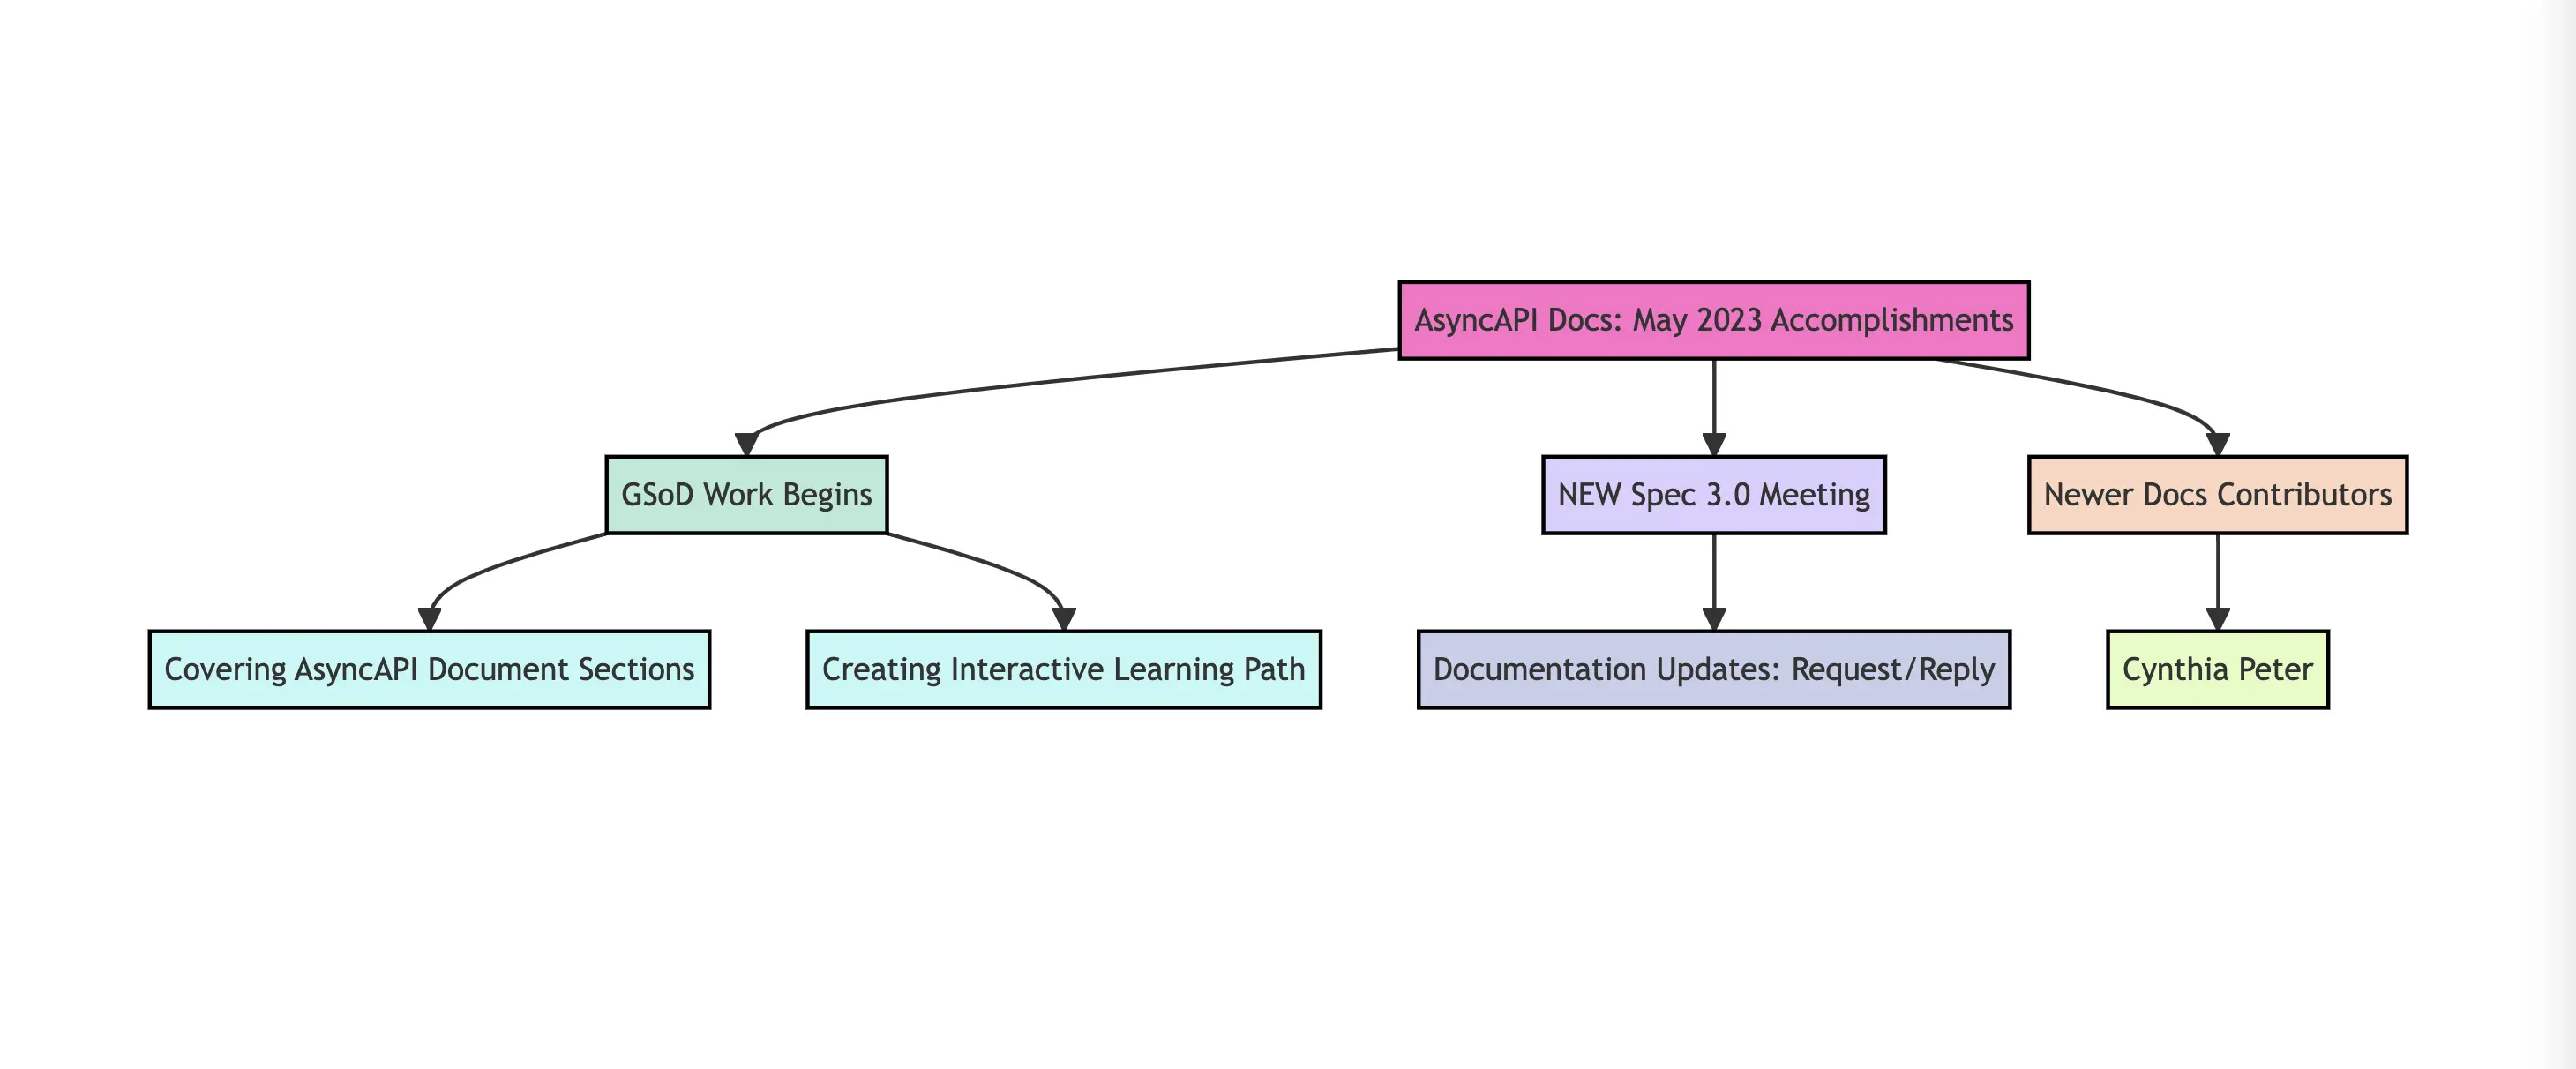 AsyncAPI Docs: May 2023 Accomplishments
GSoD Work Begins
NEW Spec 3.0 Meeting
Newer Docs Contributors
Covering AsyncAPI Document Sections
Creating Interactive Learning Path
Documentation Updates: Request/Reply
Cynthia Peter